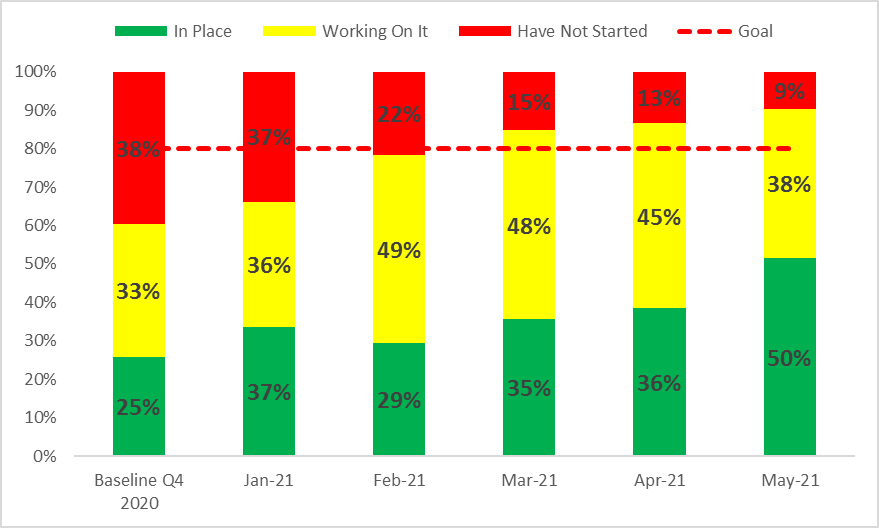 In Place Working On It Have Not Started Goal
100%
90%
80%
70%
60%
50%
40%
30%
20%
10%
0%
38% 37% 22% 15% 13% 9%
33% 36% 49% 48% 45% 38%
25% 37% 29% 35% 36% 50%
Baseline Q4 Jan-21 Feb-21 Mar-21 Apr-21 May-21
2020